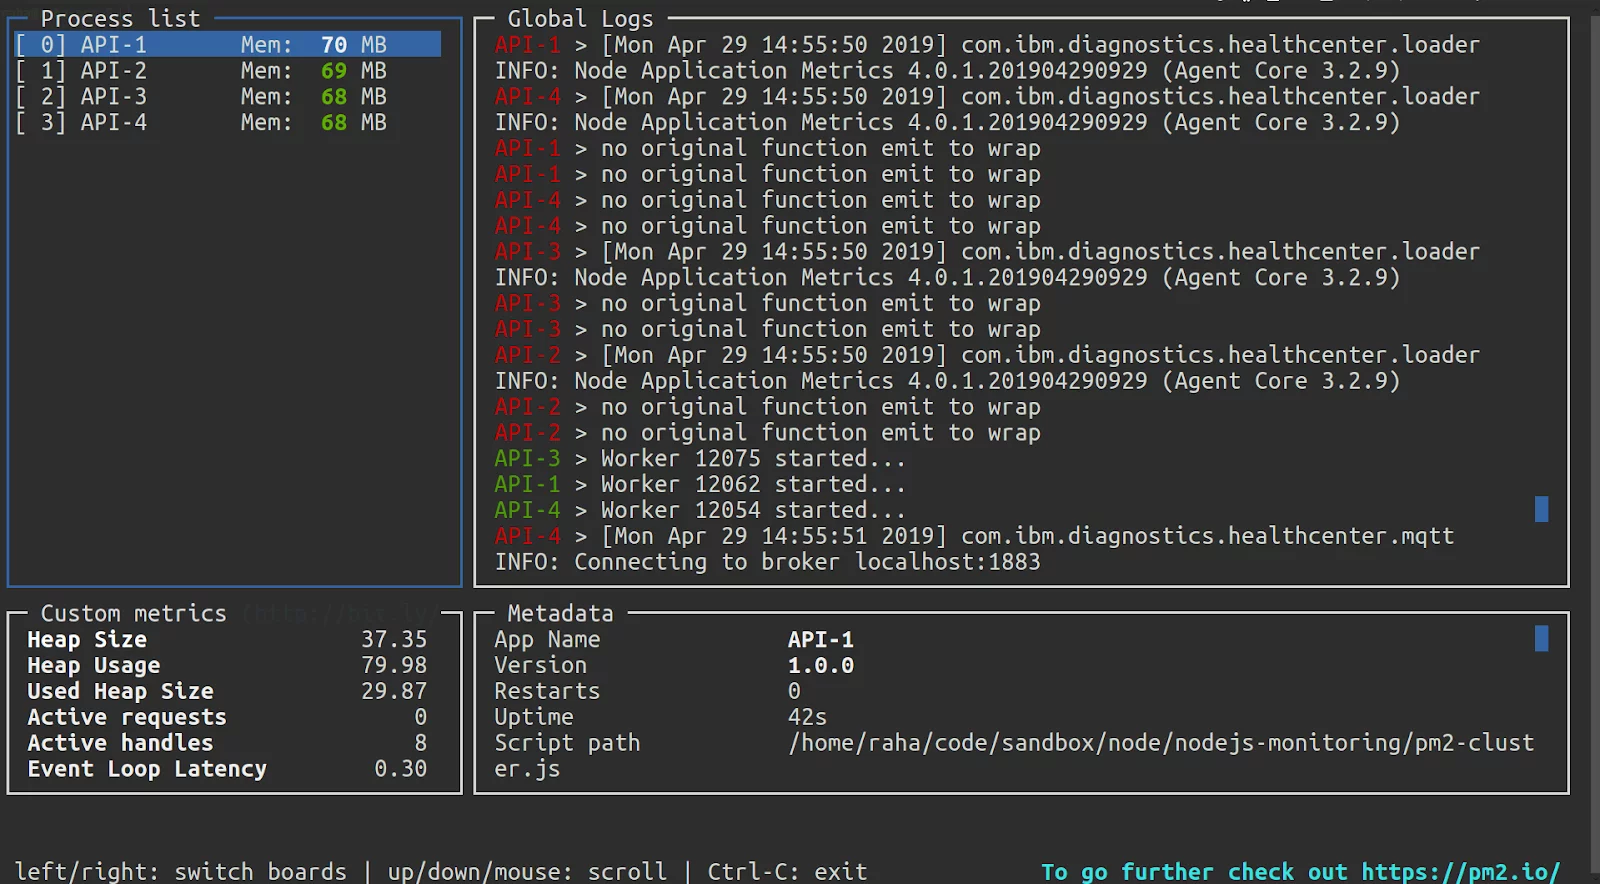 Process list
[ 0] API-1 Mem: 70 MB
[ 1] API-2 Mem: 69 MB
[ 2] API-3 Mem: 68 MB
[ 3] API-4 Mem: 68 MB
Global Logs
API-1 > [Mon Apr 29 14:55:50 2019] com.ibm.diagnostics.healthcenter.loader
INFO: Node Application Metrics 4.0.1.201904290929 (Agent Core 3.2.9)
API-4 > [Mon Apr 29 14:55:50 2019] com.ibm.diagnostics.healthcenter.loader
INFO: Node Application Metrics 4.0.1.201904290929 (Agent Core 3.2.9)
API-1 > no original function emit to wrap
API-1 > no original function emit to wrap
API-4 > no original function emit to wrap
API-4 > no original function emit to wrap
API-3 > [Mon Apr 29 14:55:50 2019] com.ibm.diagnostics.healthcenter.loader
INFO: Node Application Metrics 4.0.1.201904290929 (Agent Core 3.2.9)
API-3 > no original function emit to wrap
API-3 > no original function emit to wrap
API-2 > [Mon Apr 29 14:55:50 2019] com.ibm.diagnostics.healthcenter.loader
INFO: Node Application Metrics 4.0.1.201904290929 (Agent Core 3.2.9)
API-2 > no original function emit to wrap
API-2 > no original function emit to wrap
API-3 > Worker 12075 started...
API-1 > Worker 12062 started...
API-4 > Worker 12054 started...
API-4 > [Mon Apr 29 14:55:51 2019] com.ibm.diagnostics.healthcenter.mqtt
INFO: Connecting to broker localhost:1883
Custom metrics (http://bit.ly/
Heap Size 37.35
Heap Usage 79.98
Used Heap Size 29.87
Active requests 0
Active handles 8
Event Loop Latency 0.30
Metadata
App Name API-1
Version 1.0.0
Restarts 0
Uptime 42s
Script path /home/raha/code/sandbox/node/nodejs-monitoring/pm2-clust
er.js
left/right: switch boards | up/down/mouse: scroll | Ctrl-C: exit To go further check out https://pm2.io/